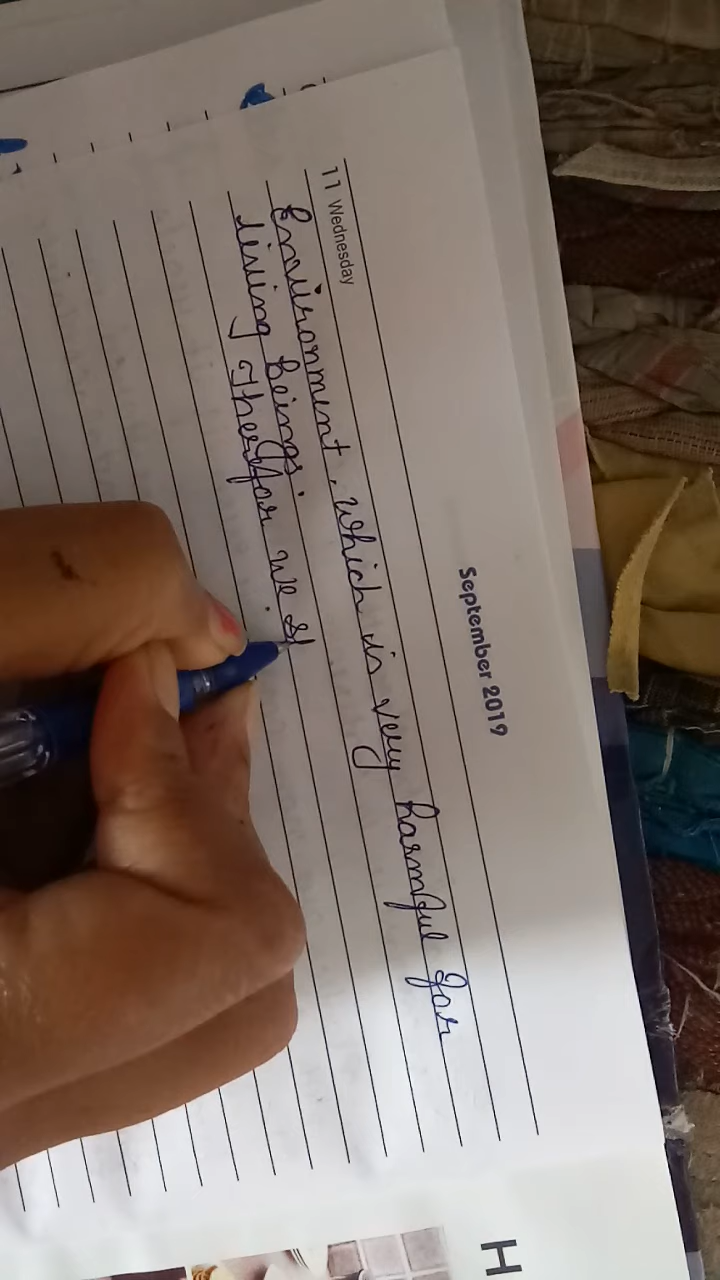 September 2019
11 Wednesday
Environment, which is very harmful for
living beings.
Therefor we s
H